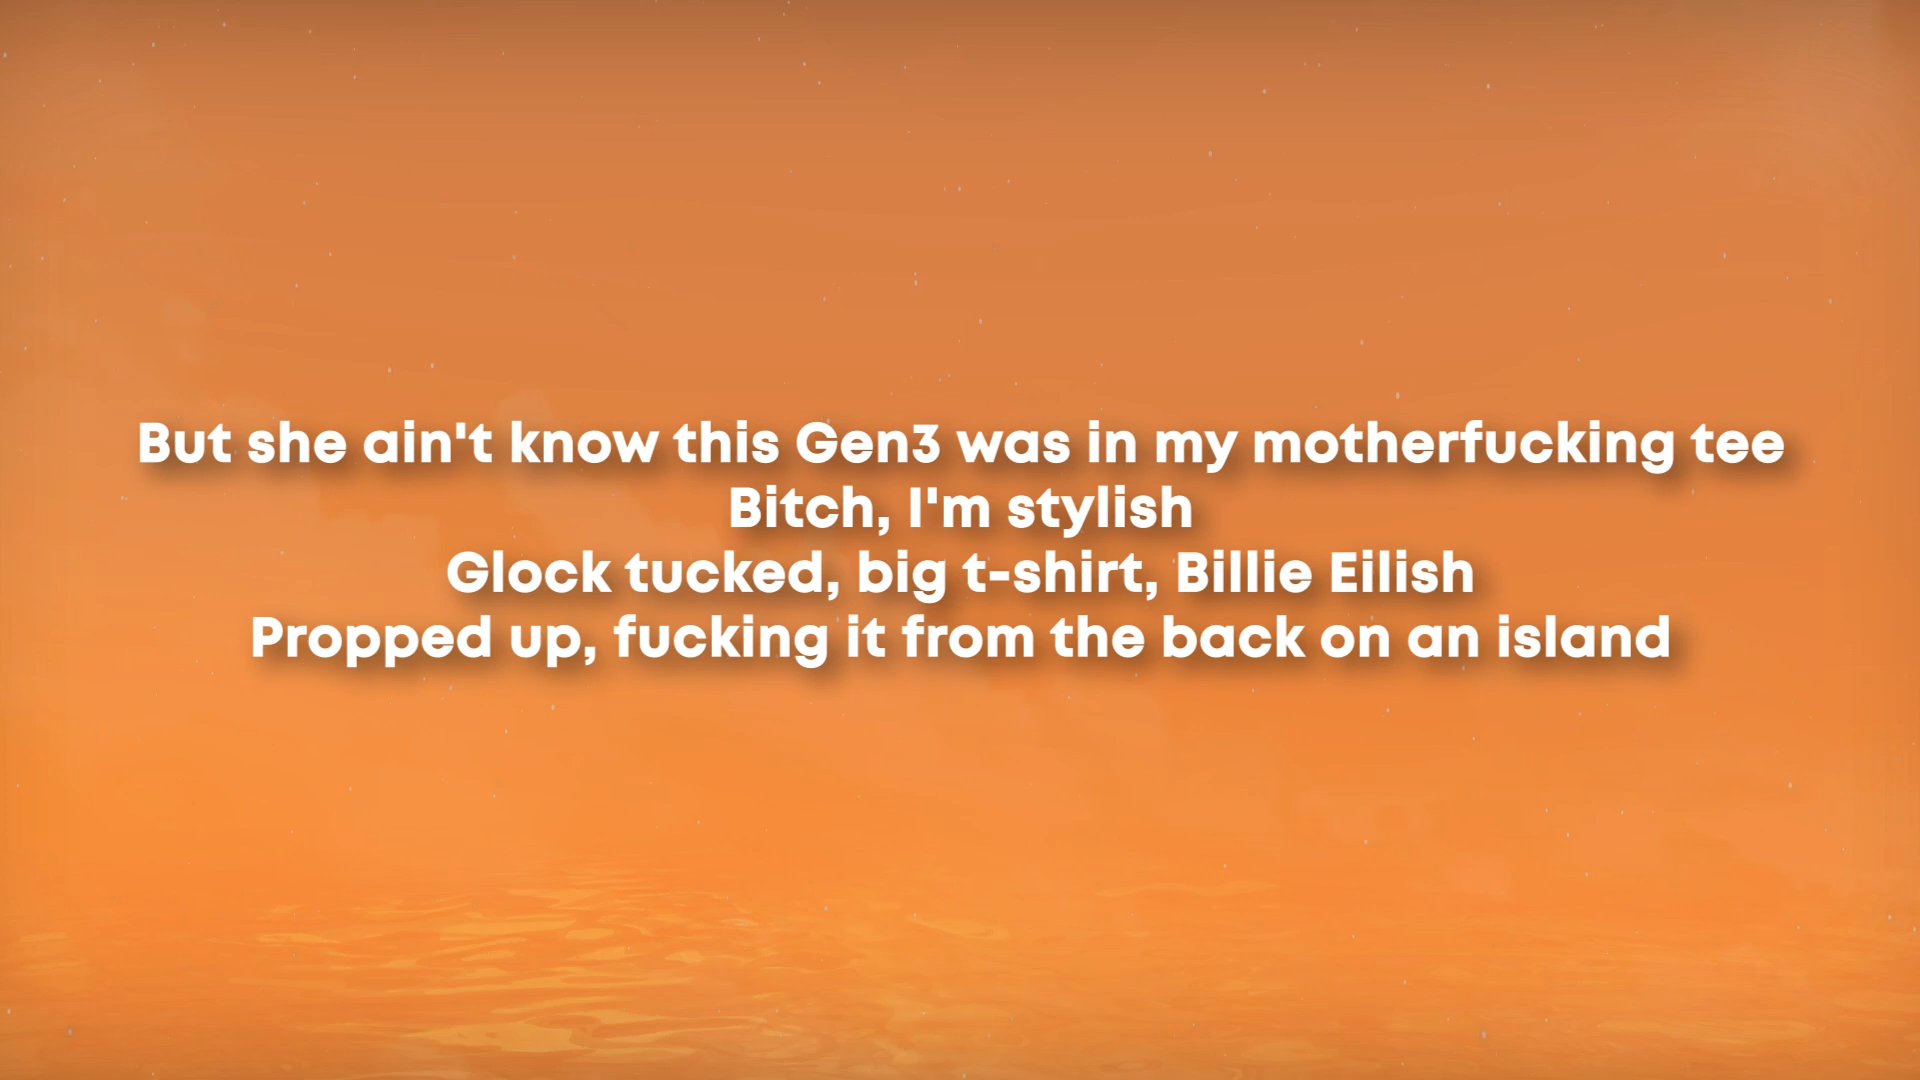 But she ain't know this Gen3 was in my motherfucking tee
Bitch, I'm stylish
Glock tucked, big t-shirt, Billie Eilish
Propped up, fucking it from the back on an island